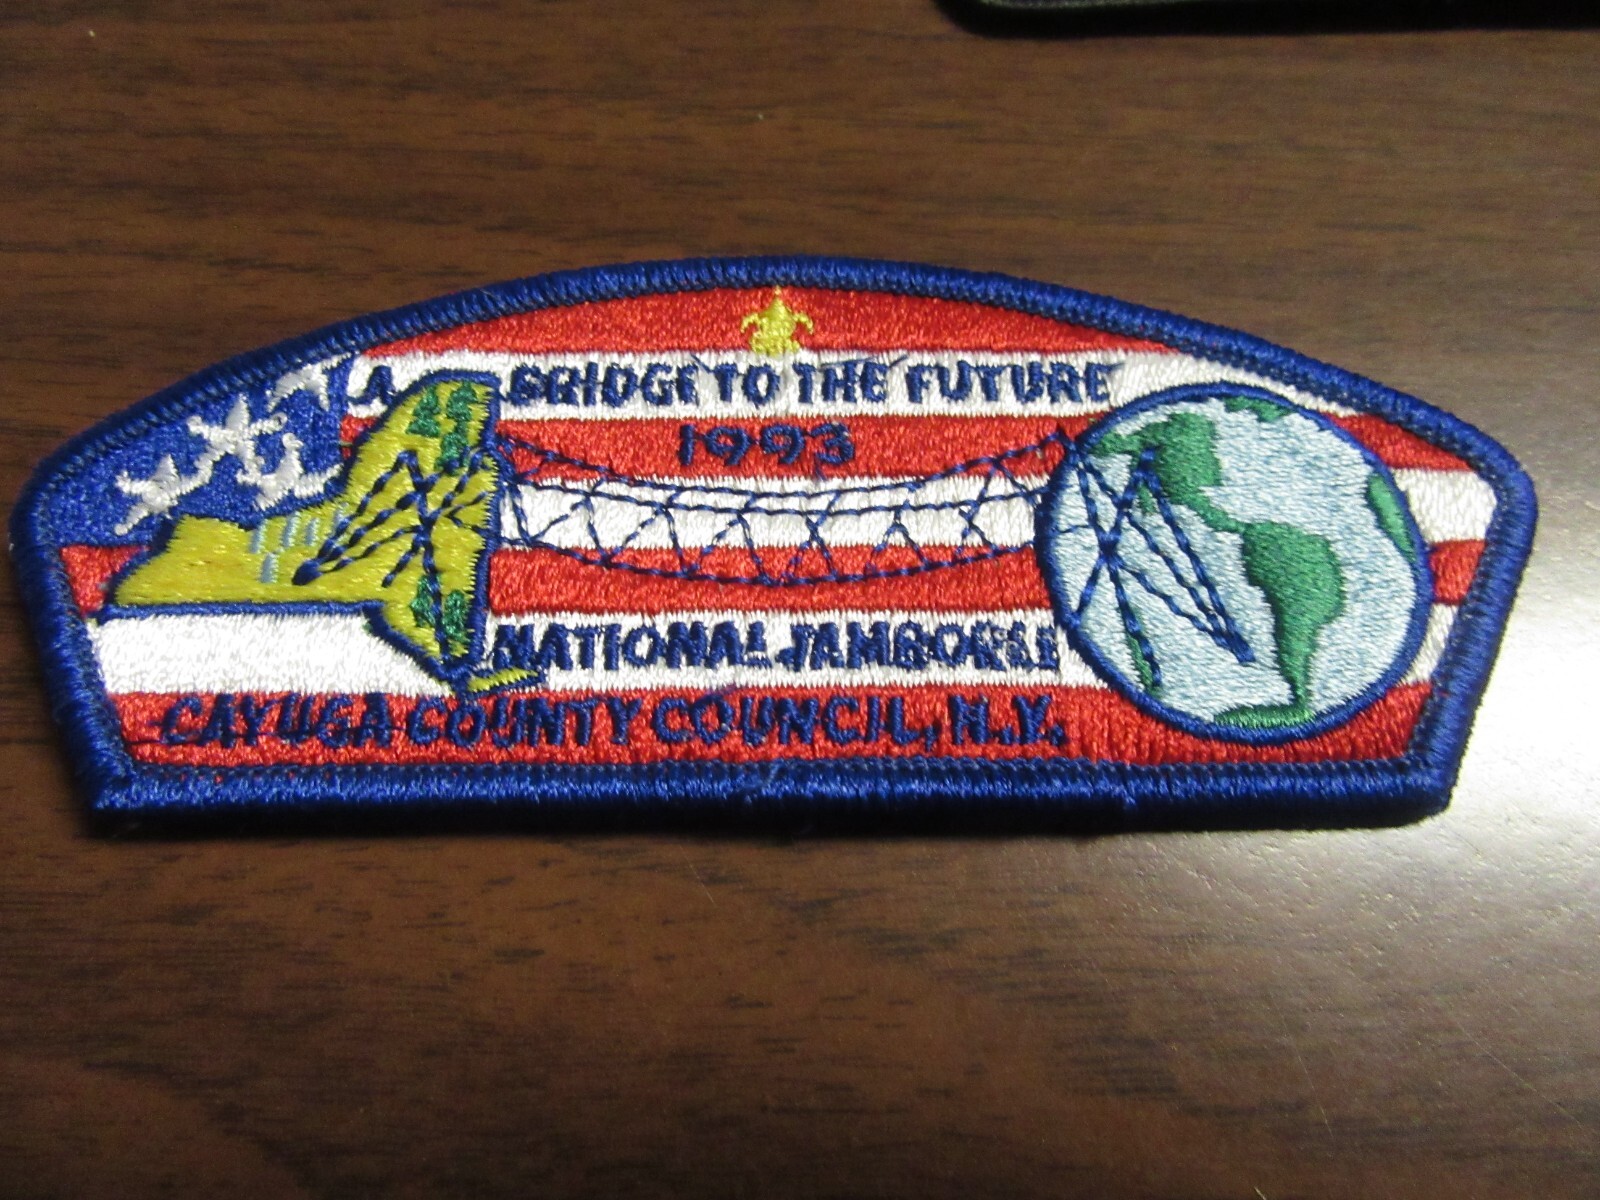 A BRIDGE TO THE FUTURE
1993
NATIONAL JAMBOREE
CAYUGA COUNTY COUNCIL, N.Y.